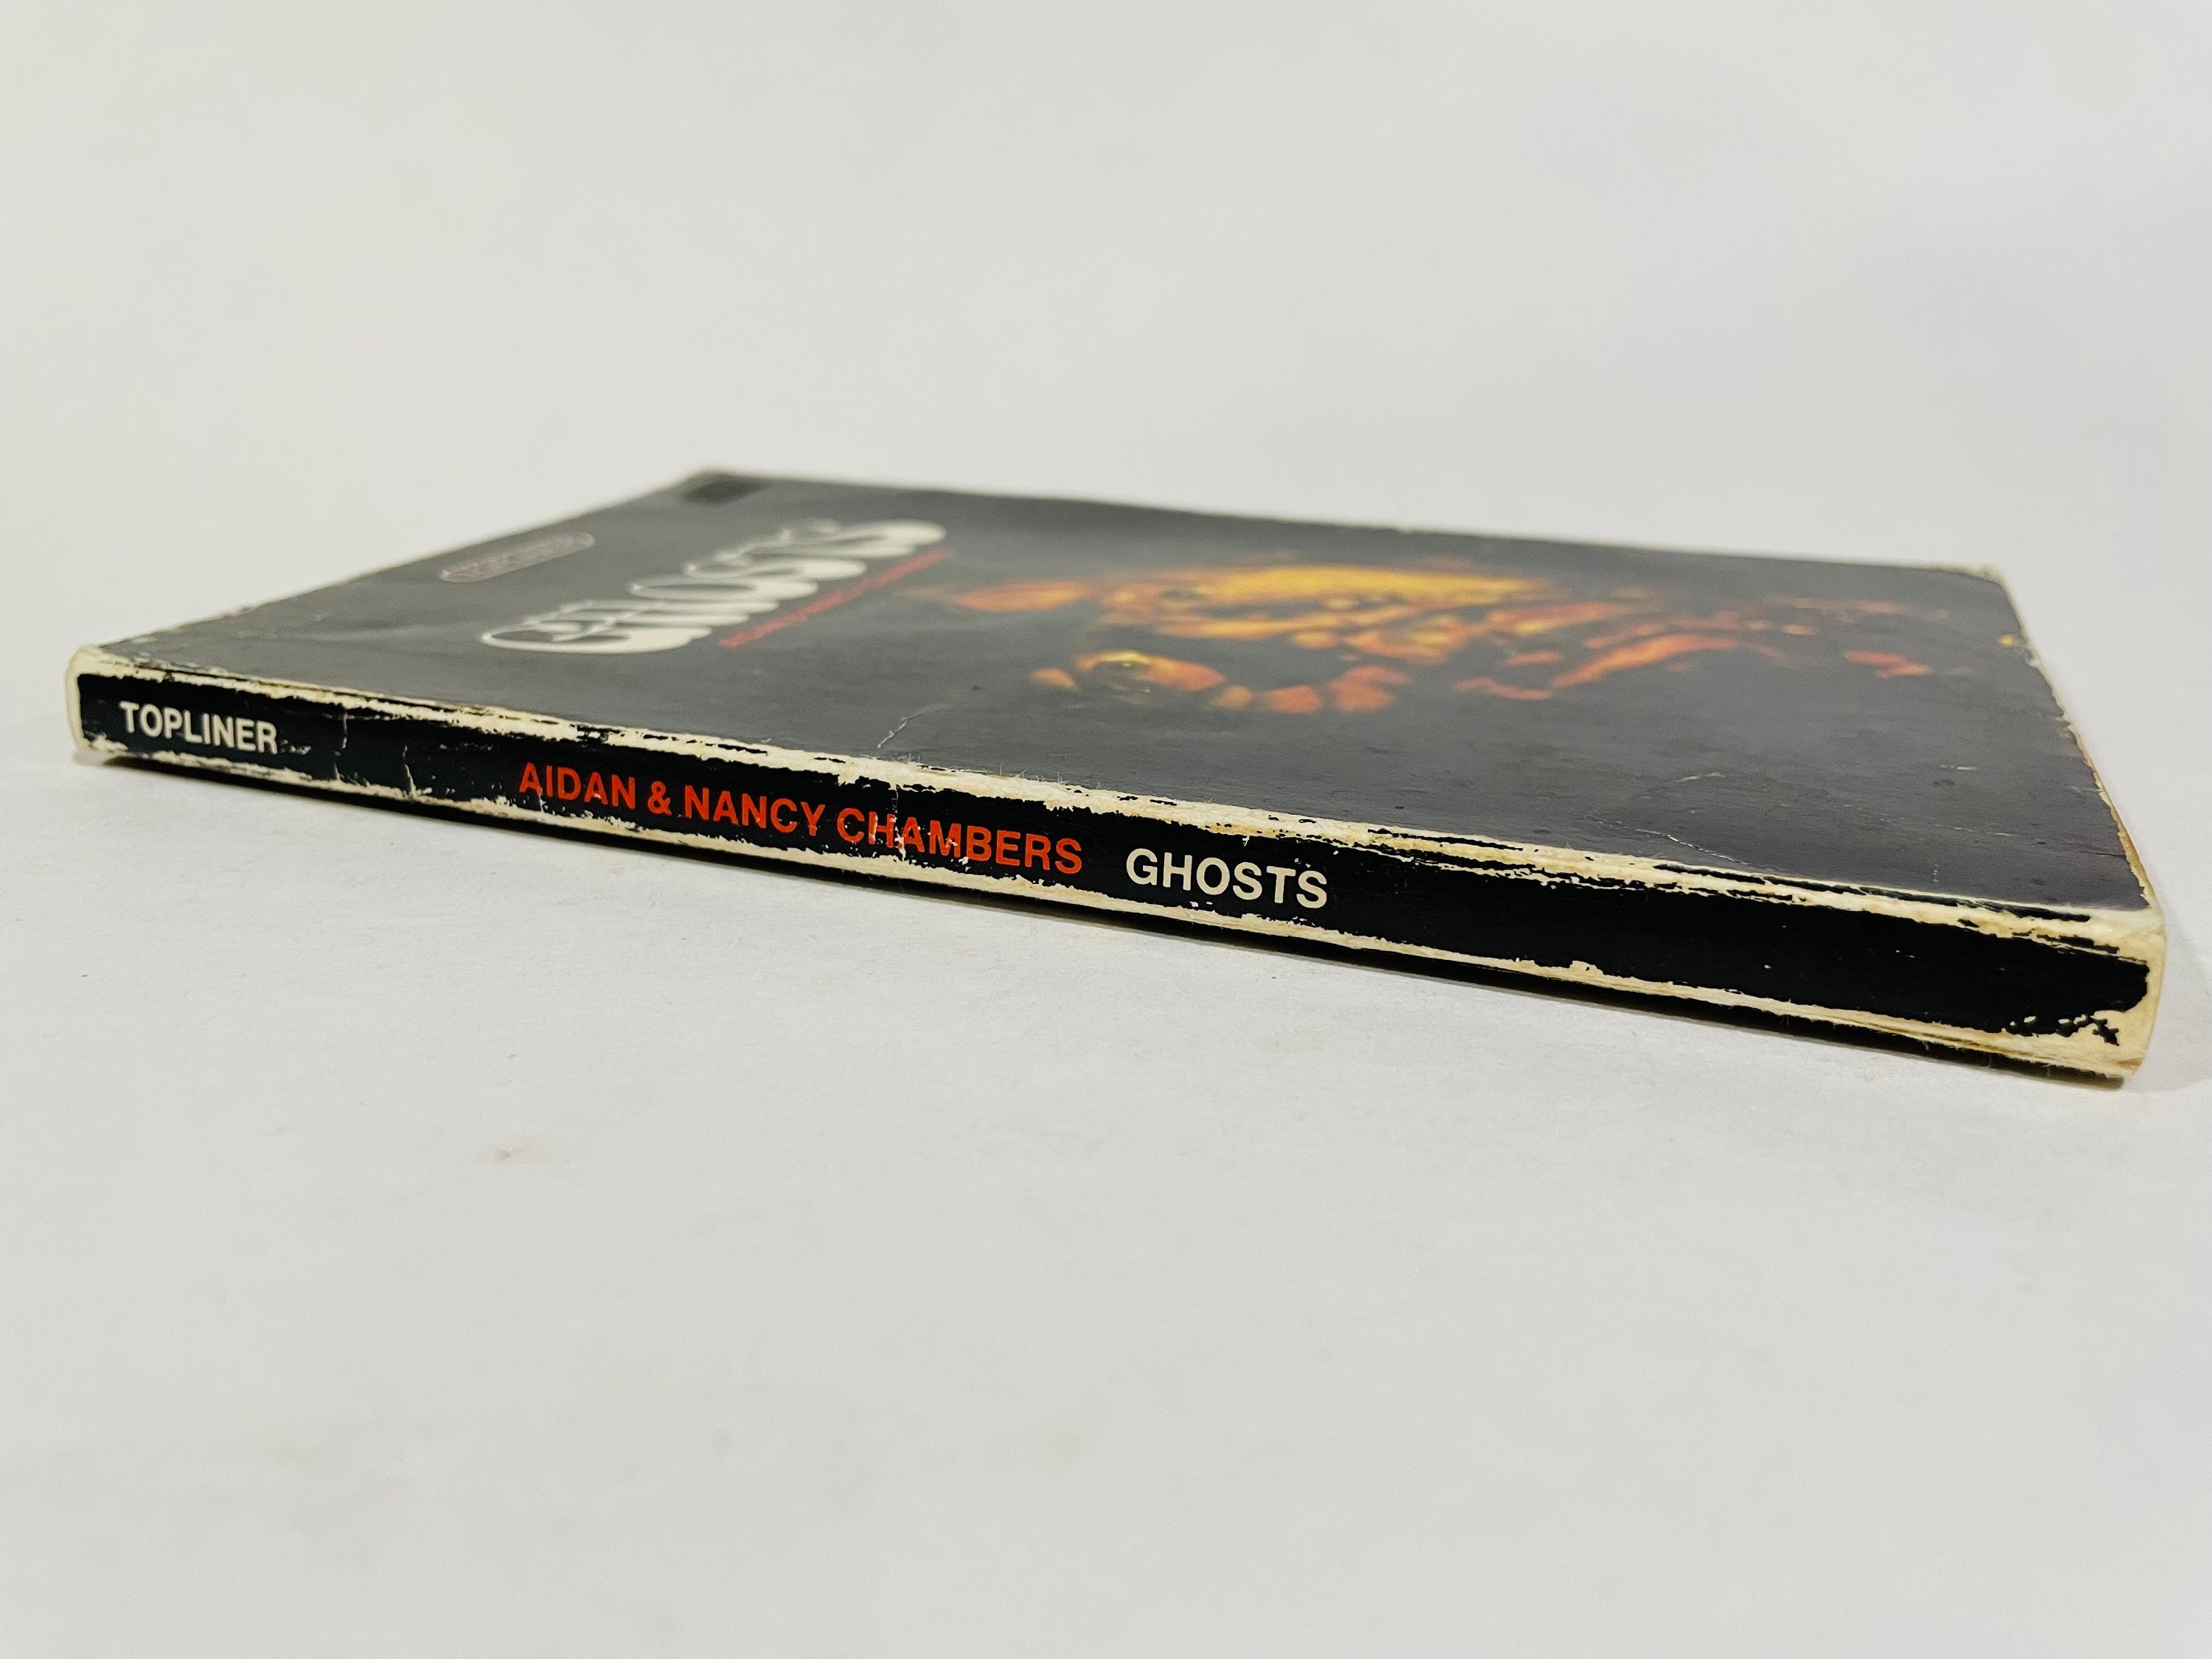 GHOSTS
TOPLINER AIDAN & NANCY CHAMBERS GHOSTS